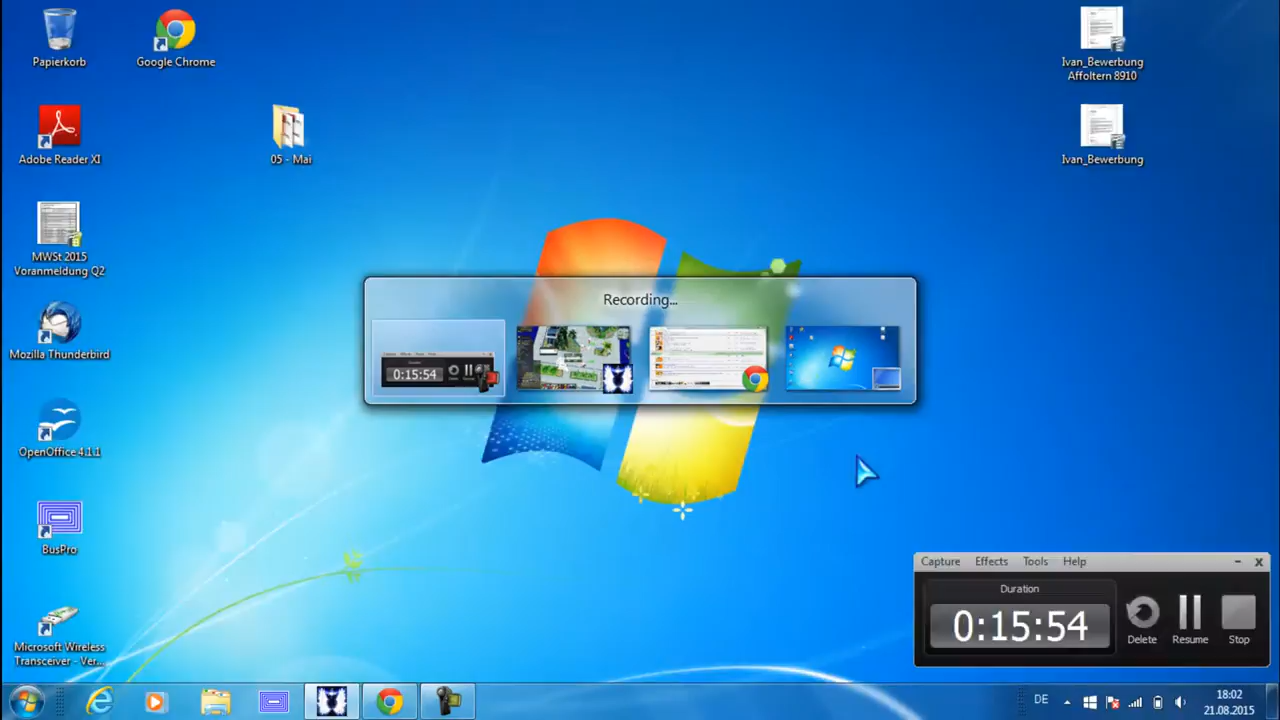 Papierkorb
Google Chrome
Ivan_Bewerbung
Affoltern 8910
Adobe Reader XI
05 - Mai
Ivan_Bewerbung
MWSt 2015
Voranmeldung Q2
Recording...
0:15:54
Mozilla Thunderbird
OpenOffice 4.1.1
BusPro
Microsoft Wireless
Transceiver - Ver...
Capture Effects Tools Help
Duration
0:15:54
Delete Resume Stop
DE
18:02
21.08.2015